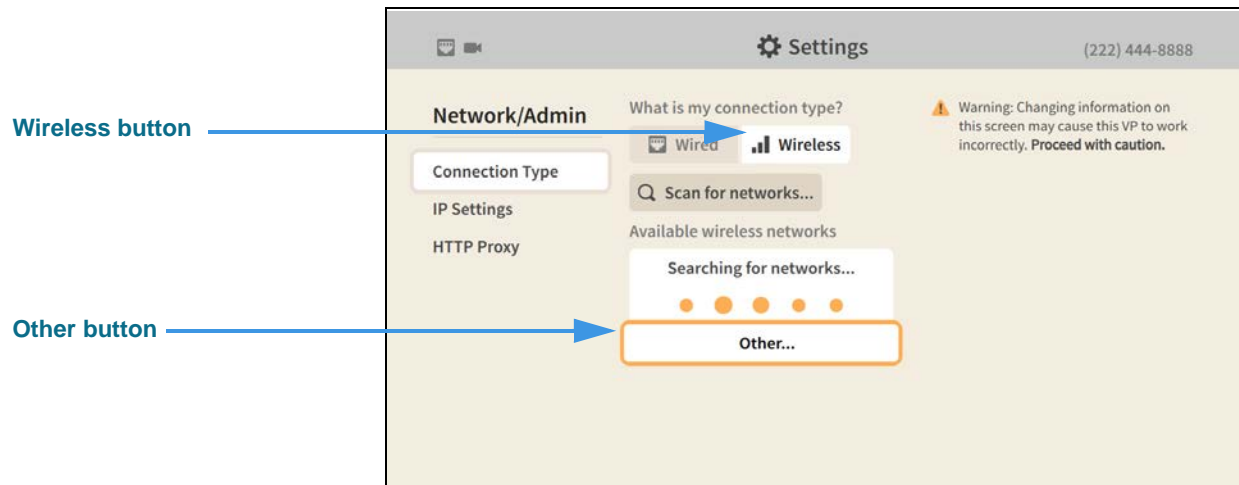 Settings
(222) 444-8888
Wireless button
Other button
Network/Admin
Connection Type
IP Settings
HTTP Proxy
What is my connection type?
Wired
Wireless
Scan for networks...
Available wireless networks
Searching for networks...
Other...
Warning: Changing information on
this screen may cause this VP to work
incorrectly. Proceed with caution.